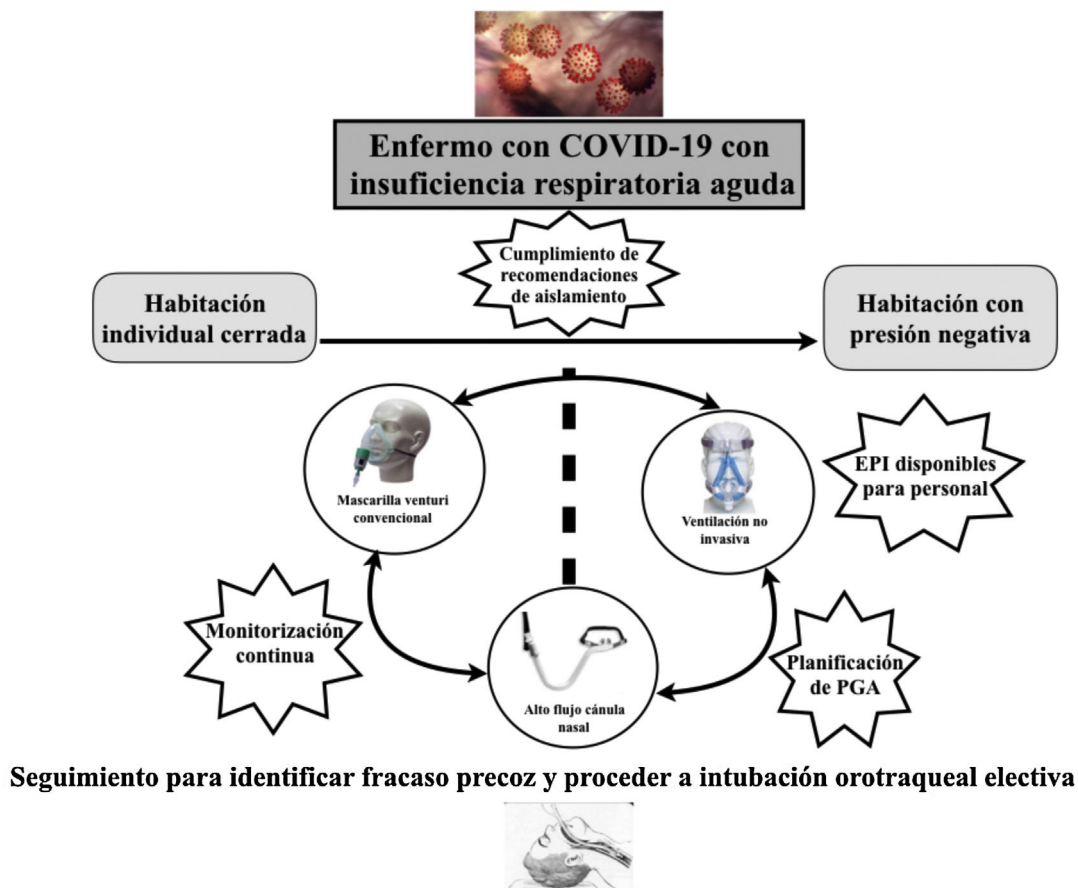 Enfermo con COVID-19 con
insuficiencia respiratoria aguda
Cumplimiento de
recomendaciones
de aislamiento
Habitación
individual cerrada
Habitación con
presión negativa
Mascarilla venturi
convencional
Ventilación no
invasiva
EPI disponibles
para personal
Monitorización
continua
Alto flujo cánula
nasal
Planificación
de PGA
Seguimiento para identificar fracaso precoz y proceder a intubación orotraqueal electiva